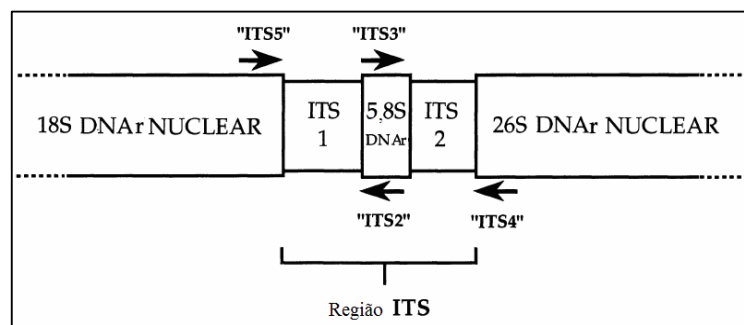 "ITS5" "ITS3"
18S DNAr NUCLEAR
ITS
1
5,8S
DNAr
ITS
2
26S DNAr NUCLEAR
"ITS2" "ITS4"
Região ITS